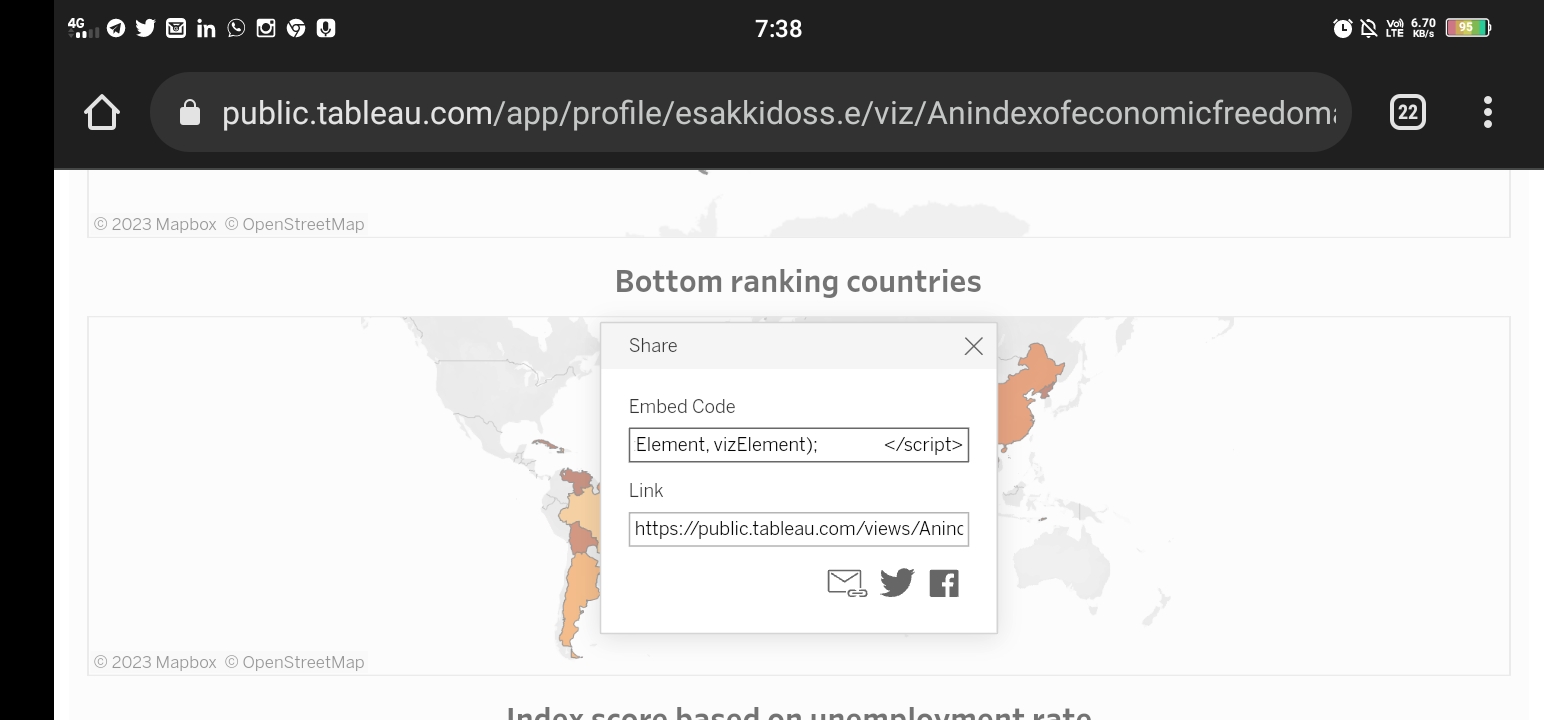 4G
7:38
Vo) LTE
6.70 KB/s
95
public.tableau.com/app/profile/esakkidoss.e/viz/Anindexofeconomicfreedoma
22
© 2023 Mapbox © OpenStreetMap
Bottom ranking countries
Share
Embed Code
Element, vizElement); </script>
Link
https://public.tableau.com/views/Aninc
© 2023 Mapbox © OpenStreetMap
Index score based on unemployment rate